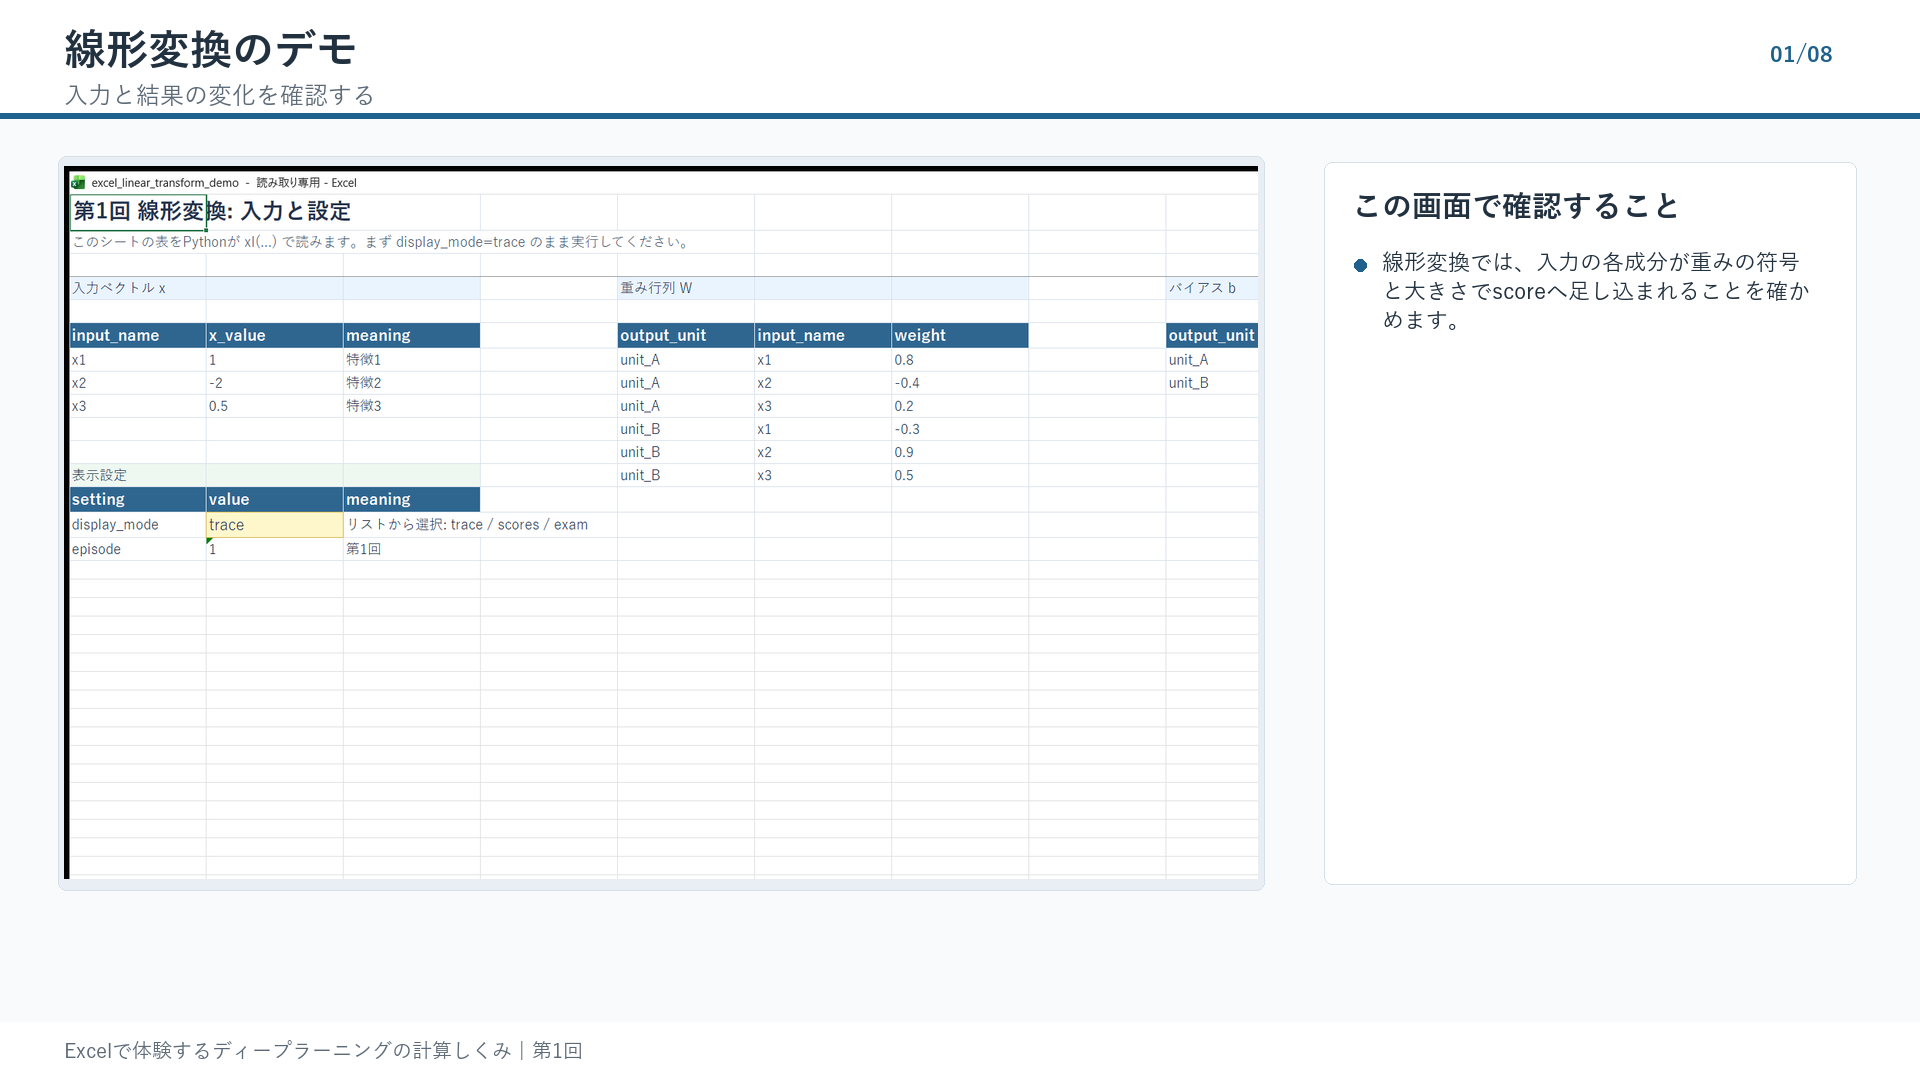 線形変換のデモ
01/08
入力と結果の変化を確認する
excel_linear_transform_demo - 読み取り専用 - Excel
第1回 線形変換: 入力と設定
このシートの表をPythonが xl(...) で読みます。まず display_mode=trace のまま実行してください。
入力ベクトル x 重み行列 W バイアス b
input_name x_value meaning output_unit input_name weight output_unit
x1 1 特徴1 unit_A x1 0.8 unit_A
x2 -2 特徴2 unit_A x2 -0.4 unit_B
x3 0.5 特徴3 unit_A x3 0.2
unit_B x1 -0.3
unit_B x2 0.9
表示設定 unit_B x3 0.5
setting value meaning
display_mode trace リストから選択: trace / scores / exam
episode 1 第1回
この画面で確認すること
線形変換では、入力の各成分が重みの符号
と大きさでscoreへ足し込まれることを確か
めます。
Excelで体験するディープラーニングの計算しくみ｜第1回